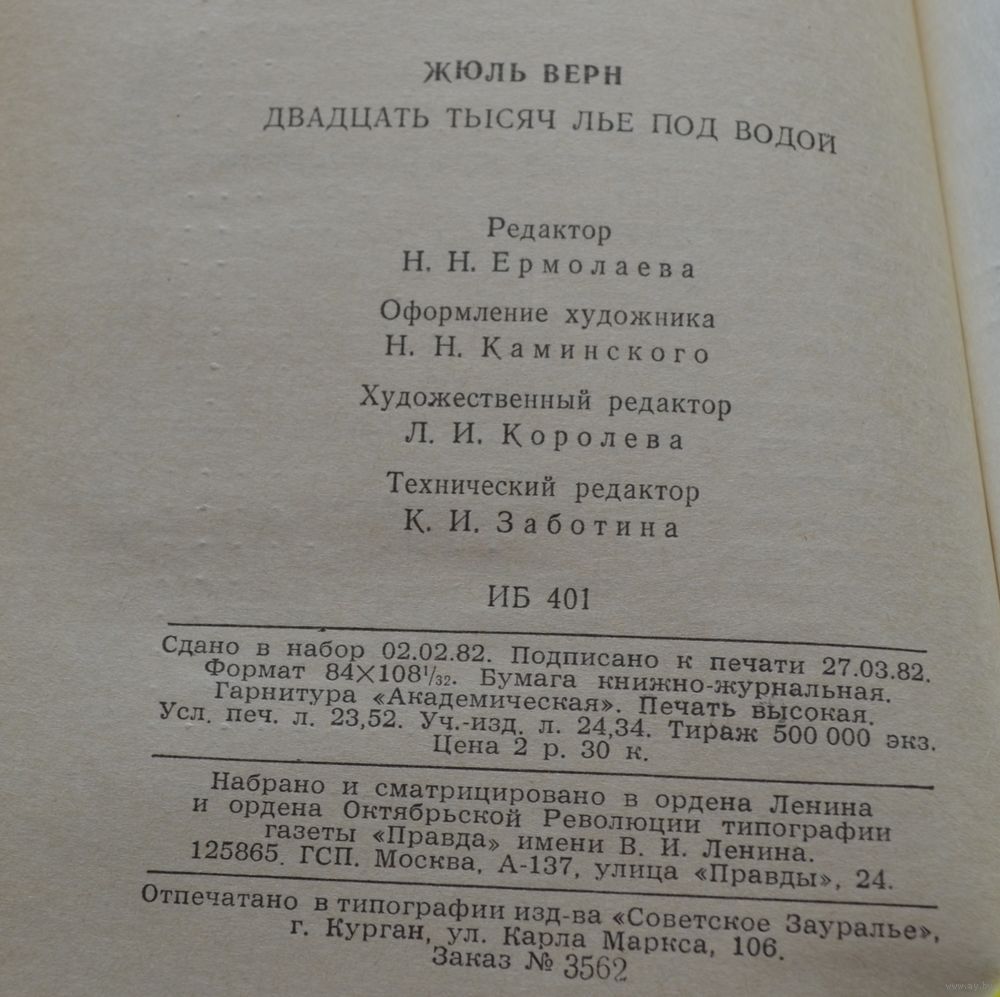 ЖЮЛЬ ВЕРН
ДВАДЦАТЬ ТЫСЯЧ ЛЬЕ ПОД ВОДОЙ
Редактор
Н. Н. Ермолаева
Оформление художника
Н. Н. Каминского
Художественный редактор
Л. И. Королева
Технический редактор
К. И. Заботина
ИБ 401
Сдано в набор 02.02.82. Подписано к печати 27.03.82.
Формат 84×108¹/₃₂. Бумага книжно-журнальная.
Гарнитура «Академическая». Печать высокая.
Усл. печ. л. 23,52. Уч.-изд. л. 24,34. Тираж 500 000 экз.
Цена 2 р. 30 к.
Набрано и сматрицировано в ордена Ленина
и ордена Октябрьской Революции типографии
газеты «Правда» имени В. И. Ленина.
125865. ГСП. Москва, А-137, улица «Правды», 24.
Отпечатано в типографии изд-ва «Советское Зауралье»,
г. Курган, ул. Карла Маркса, 106.
Заказ № 3562
www.ay.by